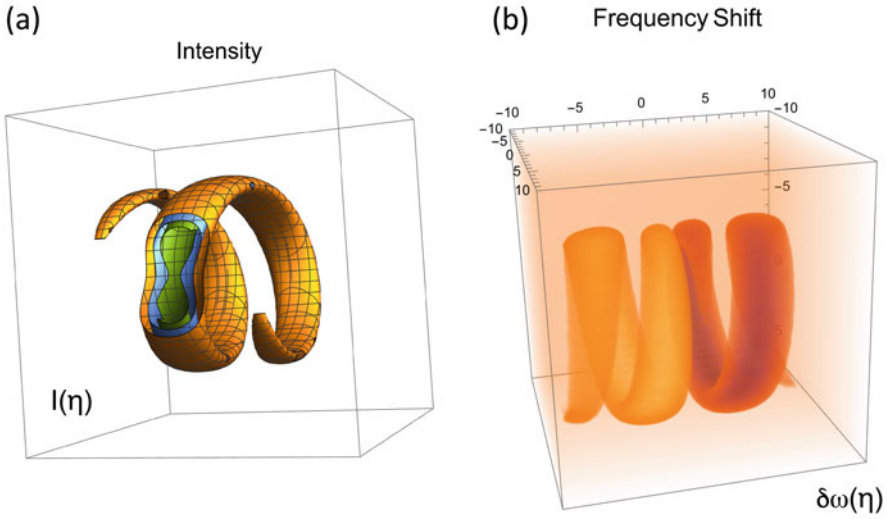 (a)
Intensity
I(η)
(b)
Frequency Shift
−10 −5 0 5 10
−10
−5
0
5
10
−10
−5
0
5
δω(η)